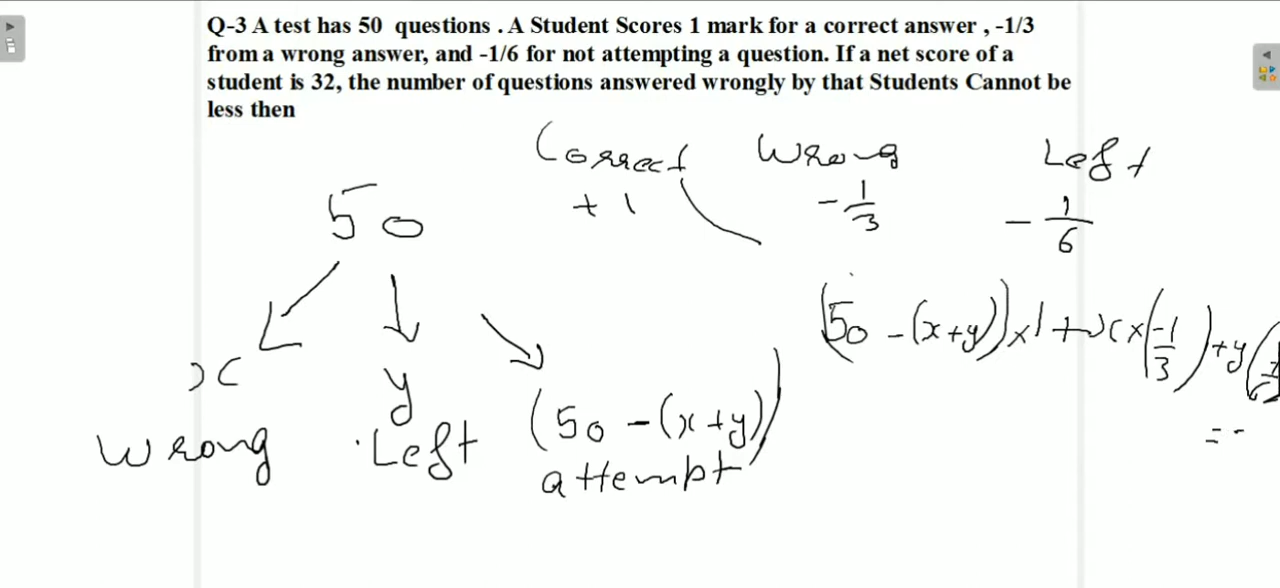 Q-3 A test has 50 questions . A Student Scores 1 mark for a correct answer , -1/3
from a wrong answer, and -1/6 for not attempting a question. If a net score of a
student is 32, the number of questions answered wrongly by that Students Cannot be
less then
Correct Wrong Left
+1 -1/3 -1/6
50
(50-(x+y))x1+x×(-1/3)+y(
=
x y (50-(x+y))
Wrong Left attempt